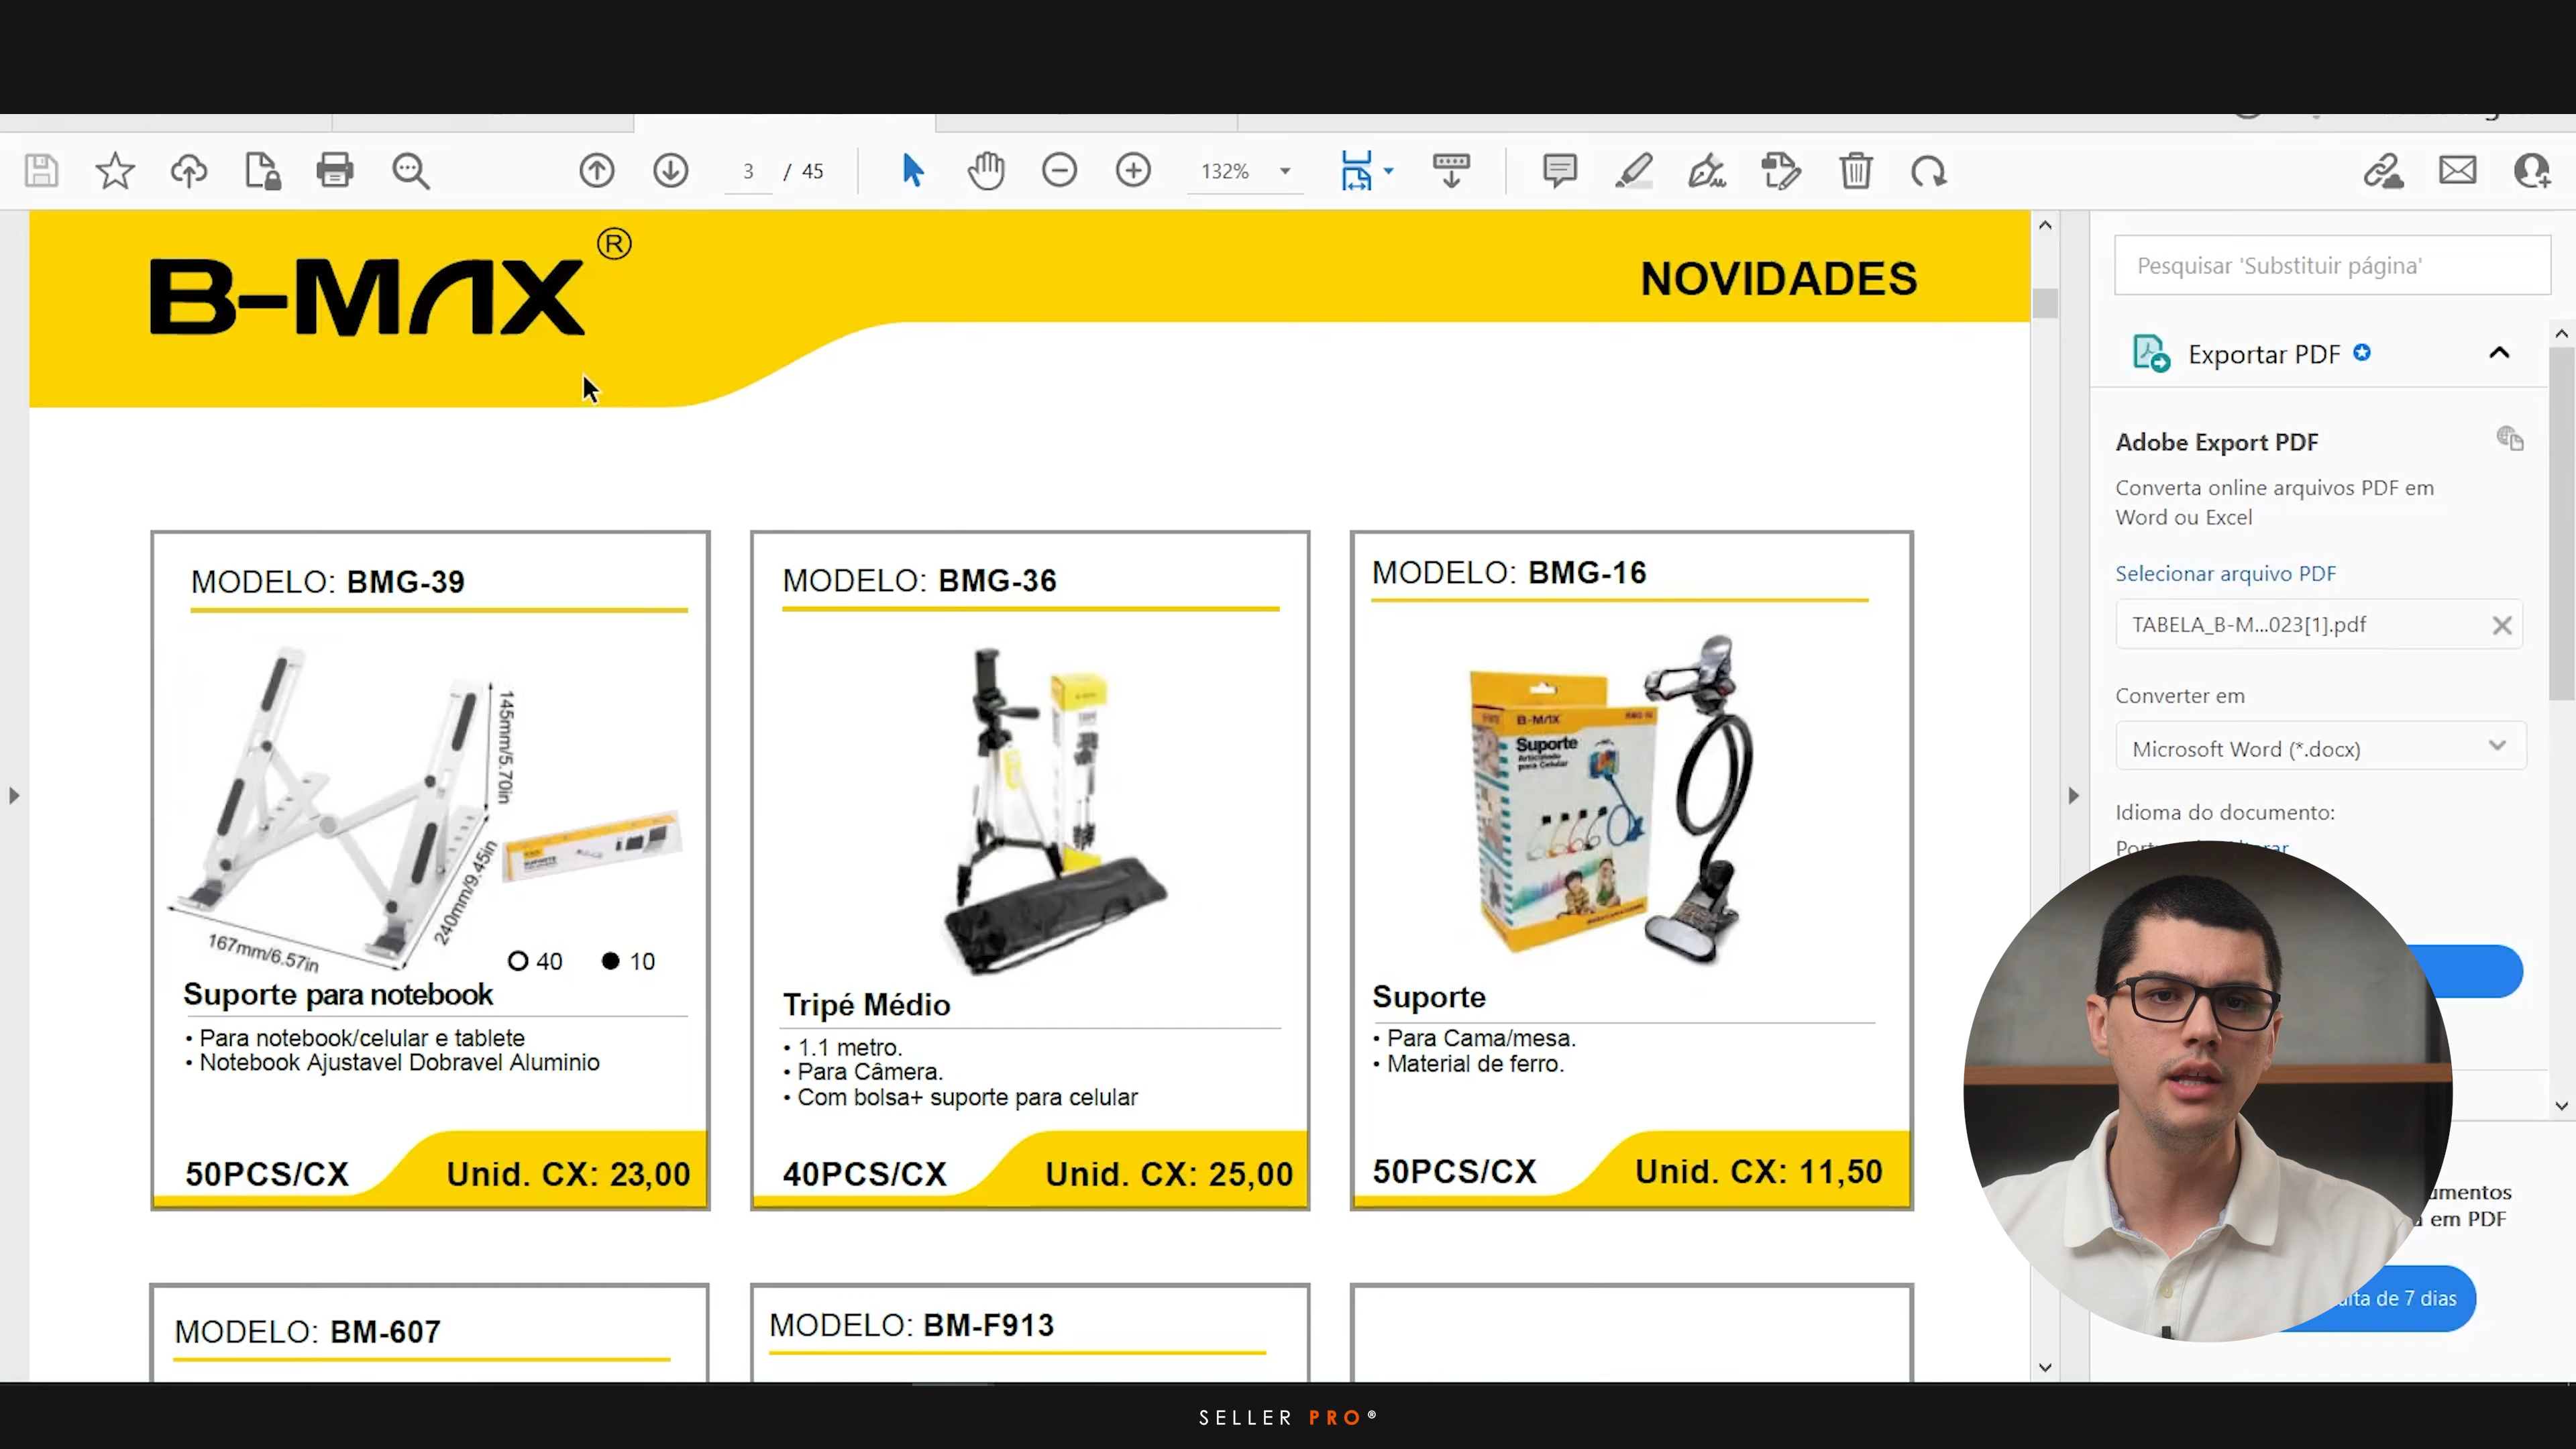 3 / 45
132%
B-MAX®
NOVIDADES
Pesquisar 'Substituir página'
Exportar PDF
Adobe Export PDF
Converta online arquivos PDF em
Word ou Excel
Selecionar arquivo PDF
TABELA_B-M...023[1].pdf
Converter em
Microsoft Word (*.docx)
Idioma do documento:
MODELO: BMG-39
145mm/5.70in
240mm/9.45in
167mm/6.57in
40 10
Suporte para notebook
• Para notebook/celular e tablete
• Notebook Ajustavel Dobravel Aluminio
50PCS/CX
Unid. CX: 23,00
MODELO: BMG-36
Tripé Médio
• 1.1 metro.
• Para Câmera.
• Com bolsa+ suporte para celular
40PCS/CX
Unid. CX: 25,00
MODELO: BMG-16
B-MAX
Suporte
Articulado
para Celular
Suporte
• Para Cama/mesa.
• Material de ferro.
50PCS/CX
Unid. CX: 11,50
MODELO: BM-607
MODELO: BM-F913
em PDF
de 7 dias
SELLER PRO®